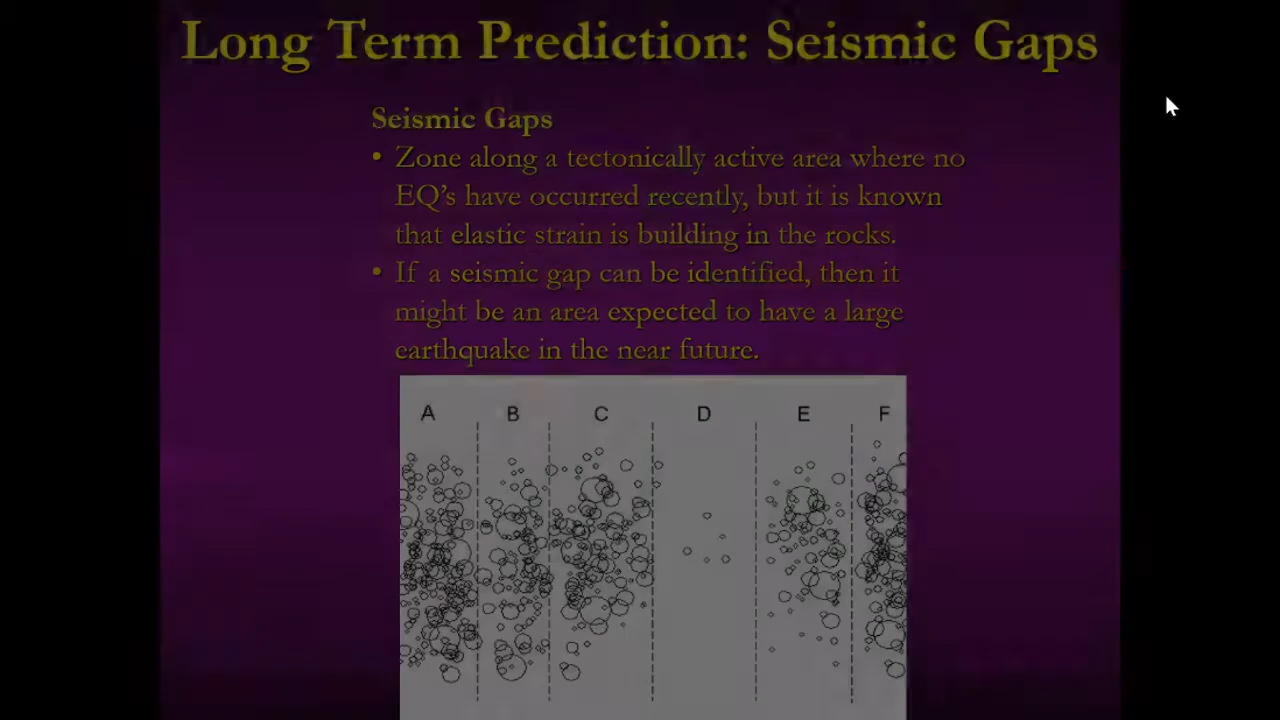 Long Term Prediction: Seismic Gaps
Seismic Gaps
• Zone along a tectonically active area where no
EQ’s have occurred recently, but it is known
that elastic strain is building in the rocks.
• If a seismic gap can be identified, then it
might be an area expected to have a large
earthquake in the near future.
A B C D E F